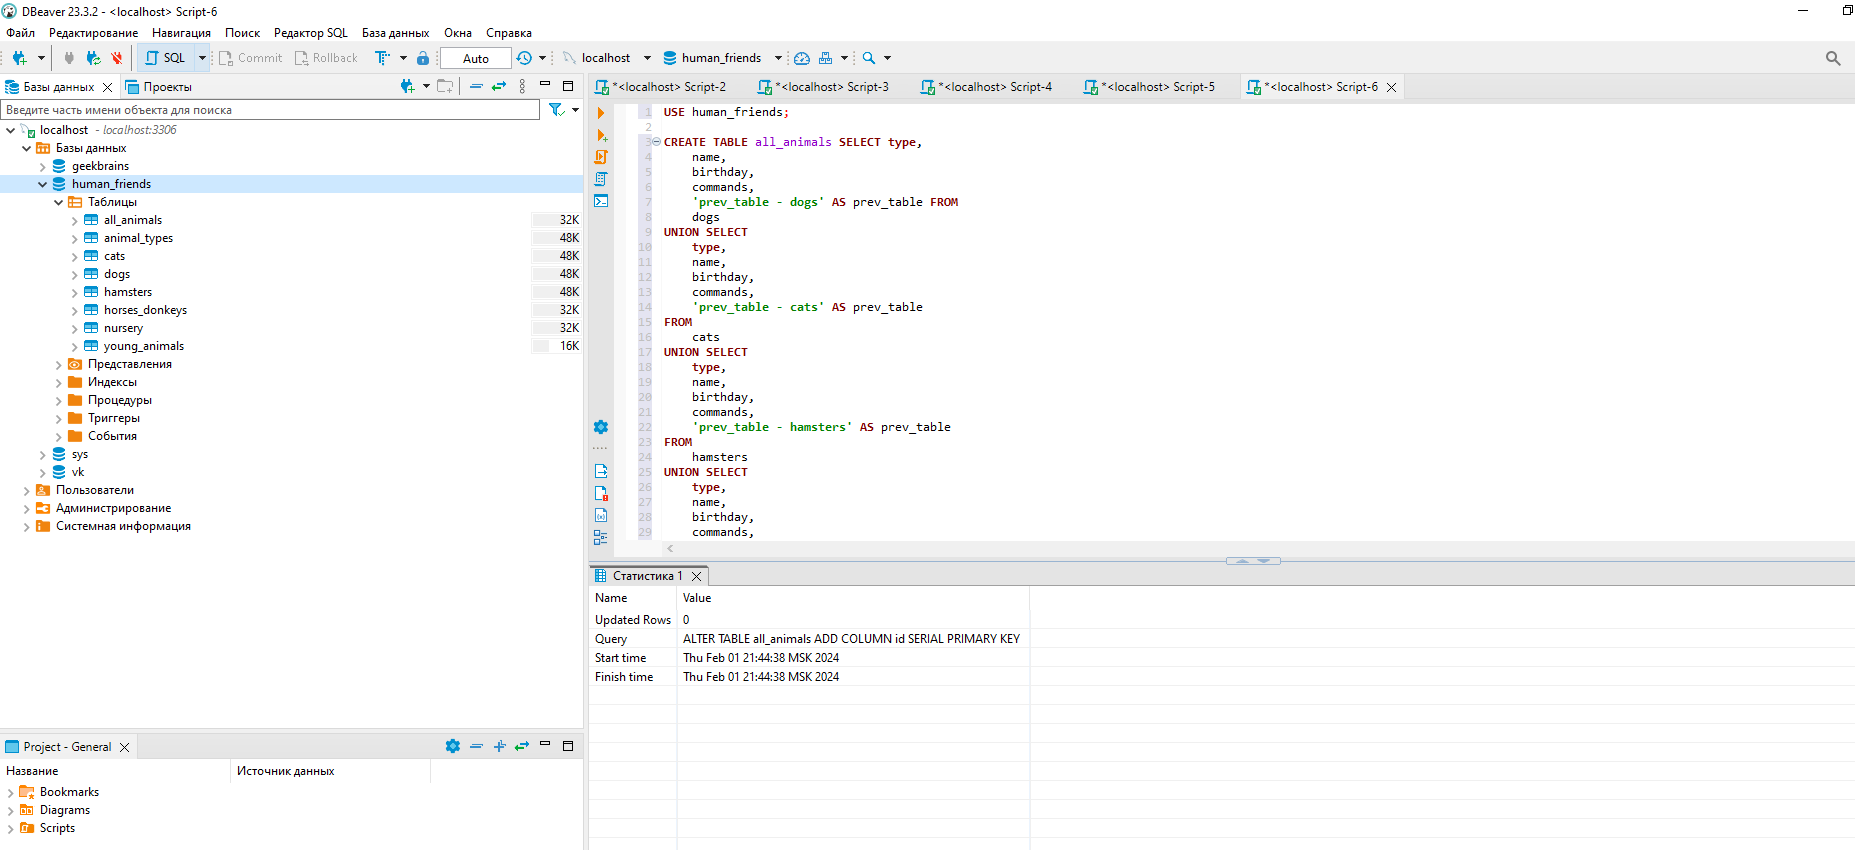 DBeaver 23.3.2 - <localhost> Script-6
Файл Редактирование Навигация Поиск Редактор SQL База данных Окна Справка
SQL Commit Rollback Auto localhost human_friends
Базы данных Проекты
Введите часть имени объекта для поиска
localhost - localhost:3306
Базы данных
geekbrains
human_friends
Таблицы
all_animals 32K
animal_types 48K
cats 48K
dogs 48K
hamsters 48K
horses_donkeys 32K
nursery 32K
young_animals 16K
Представления
Индексы
Процедуры
Триггеры
События
sys
vk
Пользователи
Администрирование
Системная информация
Project - General
Название Источник данных
Bookmarks
Diagrams
Scripts
*<localhost> Script-2 *<localhost> Script-3 *<localhost> Script-4 *<localhost> Script-5 *<localhost> Script-6
1 USE human_friends;
2
3 CREATE TABLE all_animals SELECT type,
4 name,
5 birthday,
6 commands,
7 'prev_table - dogs' AS prev_table FROM
8 dogs
9 UNION SELECT
10 type,
11 name,
12 birthday,
13 commands,
14 'prev_table - cats' AS prev_table
15 FROM
16 cats
17 UNION SELECT
18 type,
19 name,
20 birthday,
21 commands,
22 'prev_table - hamsters' AS prev_table
23 FROM
24 hamsters
25 UNION SELECT
26 type,
27 name,
28 birthday,
29 commands,
Статистика 1
Name Value
Updated Rows 0
Query ALTER TABLE all_animals ADD COLUMN id SERIAL PRIMARY KEY
Start time Thu Feb 01 21:44:38 MSK 2024
Finish time Thu Feb 01 21:44:38 MSK 2024